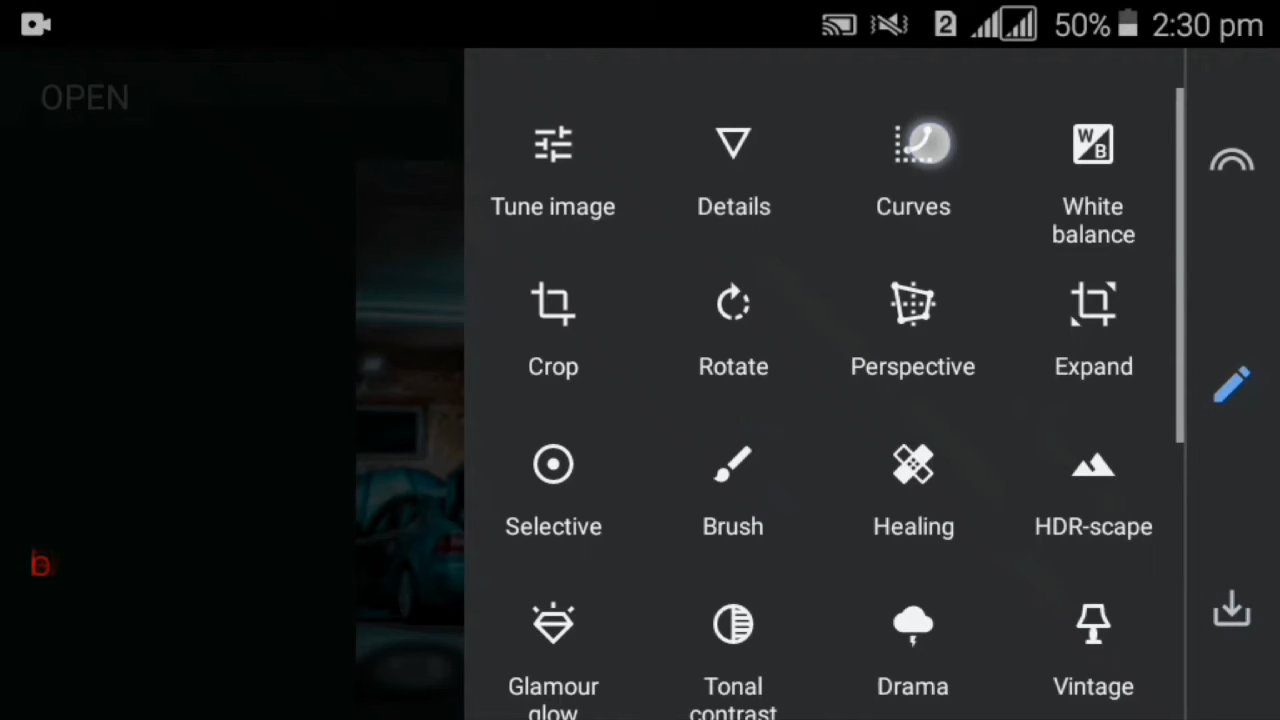 2 50% 2:30 pm
OPEN
Tune image Details Curves White balance
Crop Rotate Perspective Expand
Selective Brush Healing HDR-scape
Glamour glow Tonal contrast Drama Vintage
W B
b